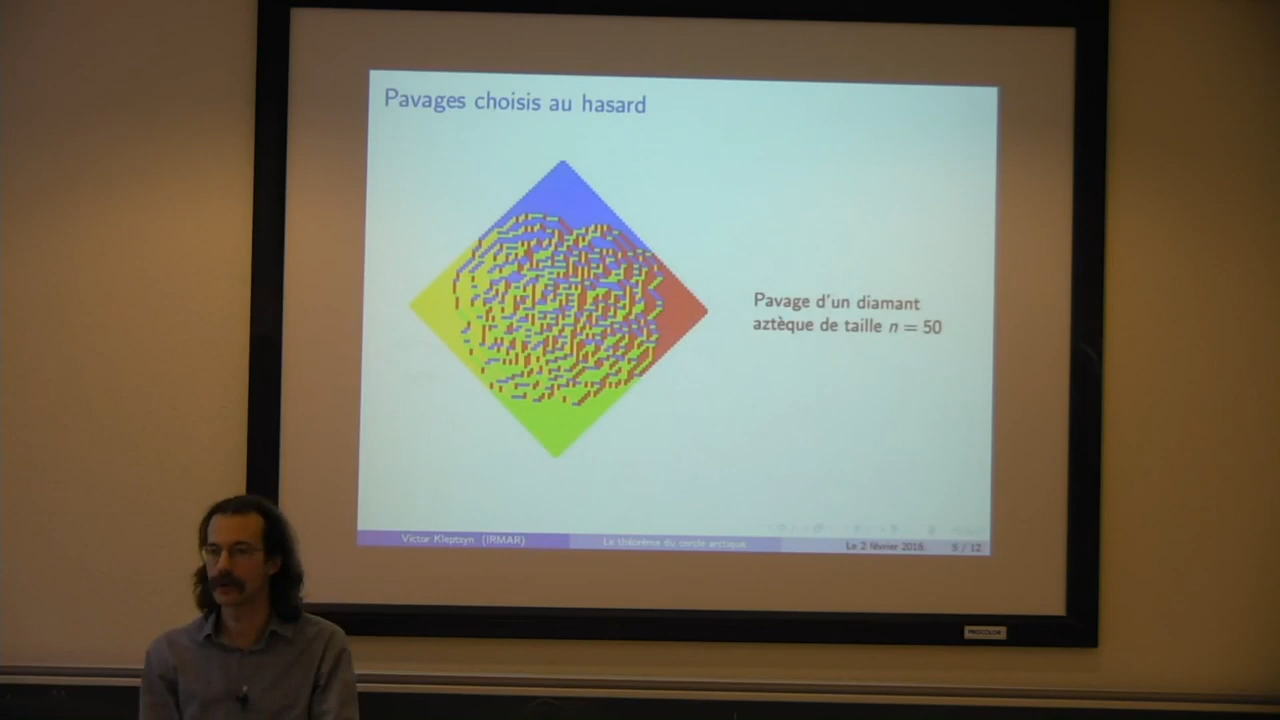 Pavages choisis au hasard
Pavage d'un diamant
aztèque de taille n = 50
Victor Kleptsyn (IRMAR)
Le théorème du cercle arctique
Le 2 février 2016
5 / 12
PROCOLOR